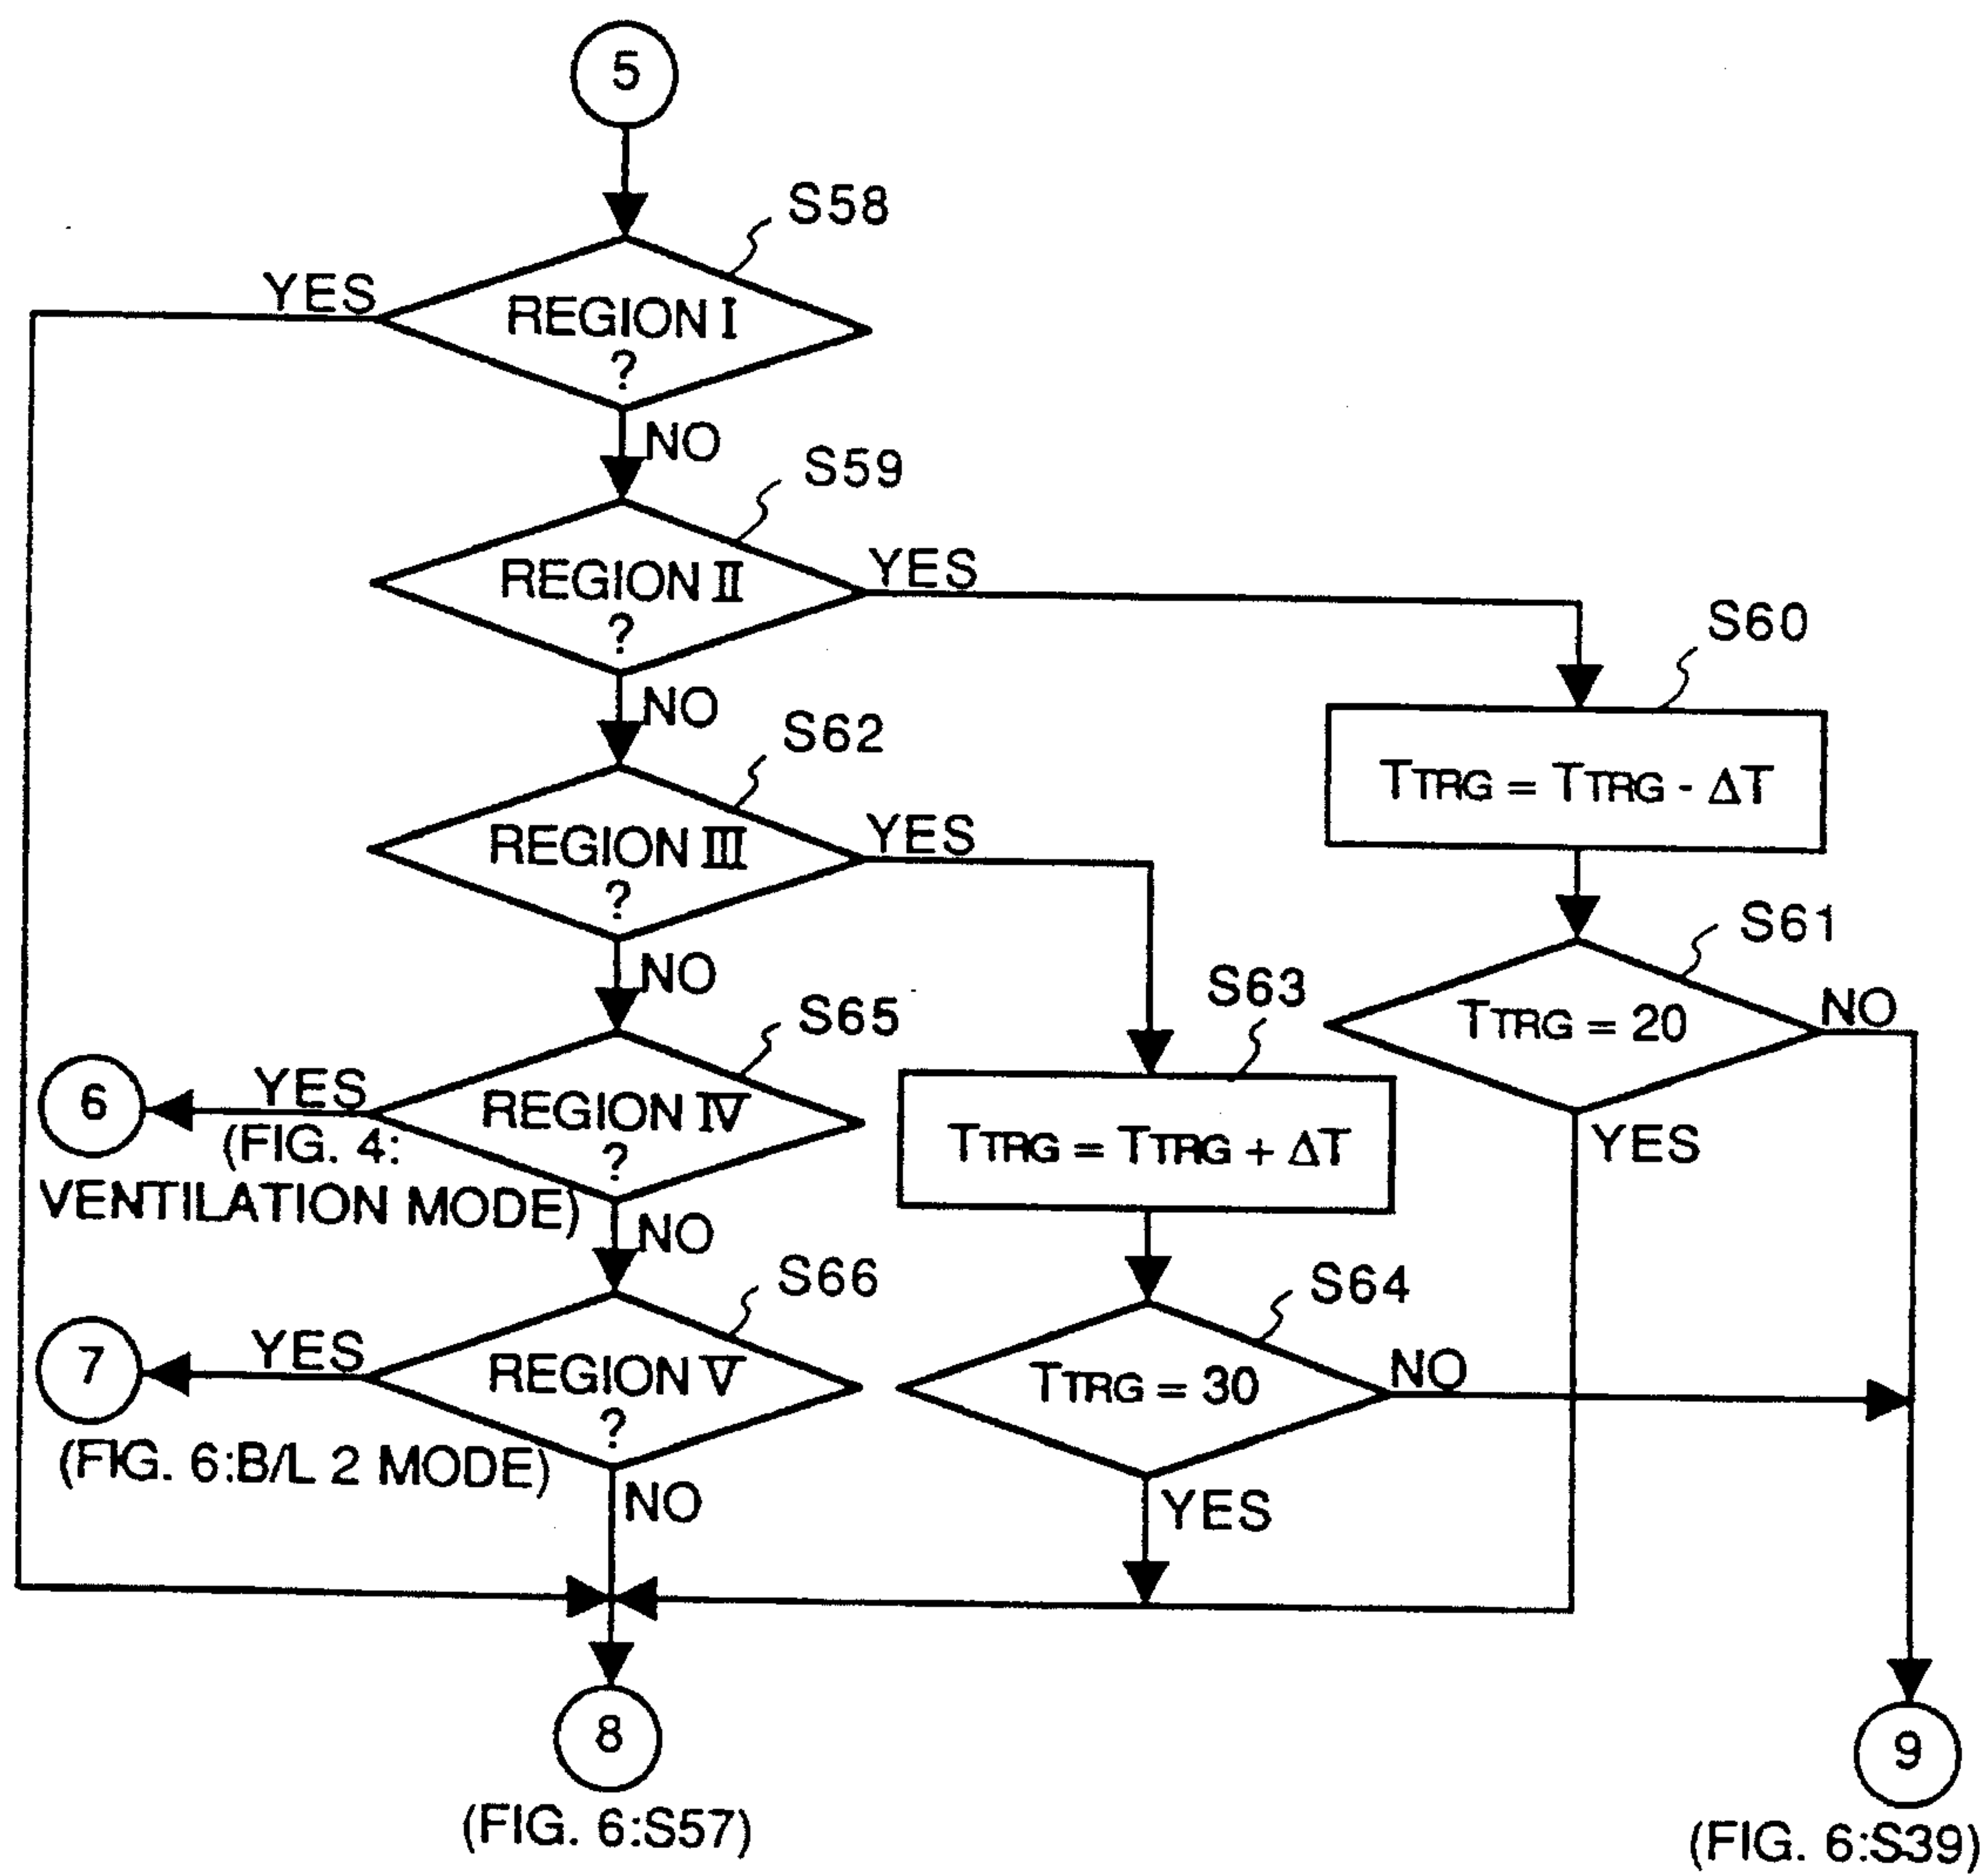 5
S58
YES
REGION I
?
NO
S59
REGION II
?
YES
S60
NO
S62
TTRG = TTRG - ΔT
REGION III
?
YES
S61
NO
S63
TTRG = 20
NO
S65
6
YES
REGION IV
?
(FIG. 4:
VENTILATION MODE)
TTRG = TTRG + ΔT
YES
NO
S66
S64
7
YES
REGION V
?
TTRG = 30
NO
(FIG. 6:B/L 2 MODE)
NO
YES
8
9
(FIG. 6:S57)
(FIG. 6:S39)